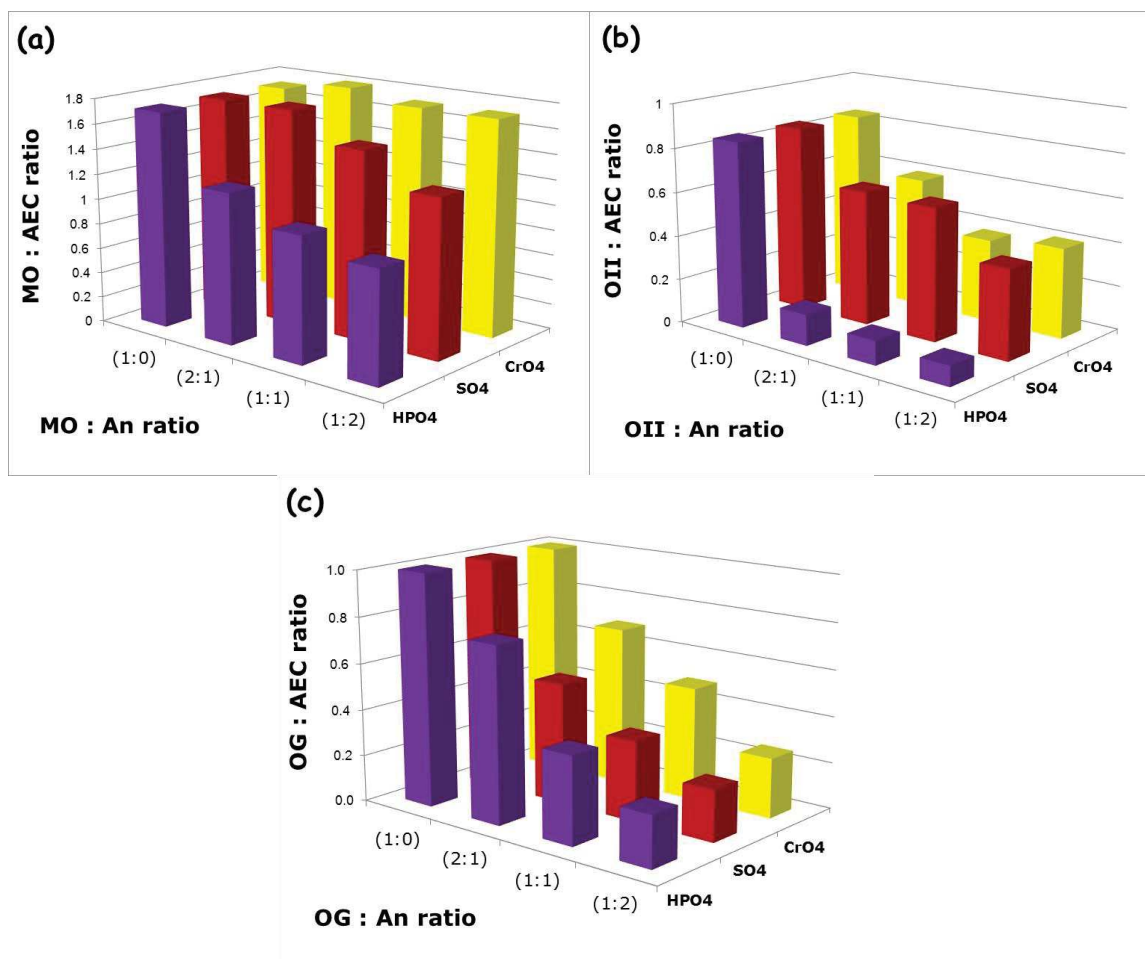 (a)
MO : AEC ratio
1.8
1.6
1.4
1.2
1
0.8
0.6
0.4
0.2
0
(1:0)
(2:1)
(1:1)
(1:2)
HPO4
SO4
CrO4
MO : An ratio
(b)
OII : AEC ratio
1
0.8
0.6
0.4
0.2
0
(1:0)
(2:1)
(1:1)
(1:2)
HPO4
SO4
CrO4
OII : An ratio
(c)
OG : AEC ratio
1.0
0.8
0.6
0.4
0.2
0.0
(1:0)
(2:1)
(1:1)
(1:2)
HPO4
SO4
CrO4
OG : An ratio